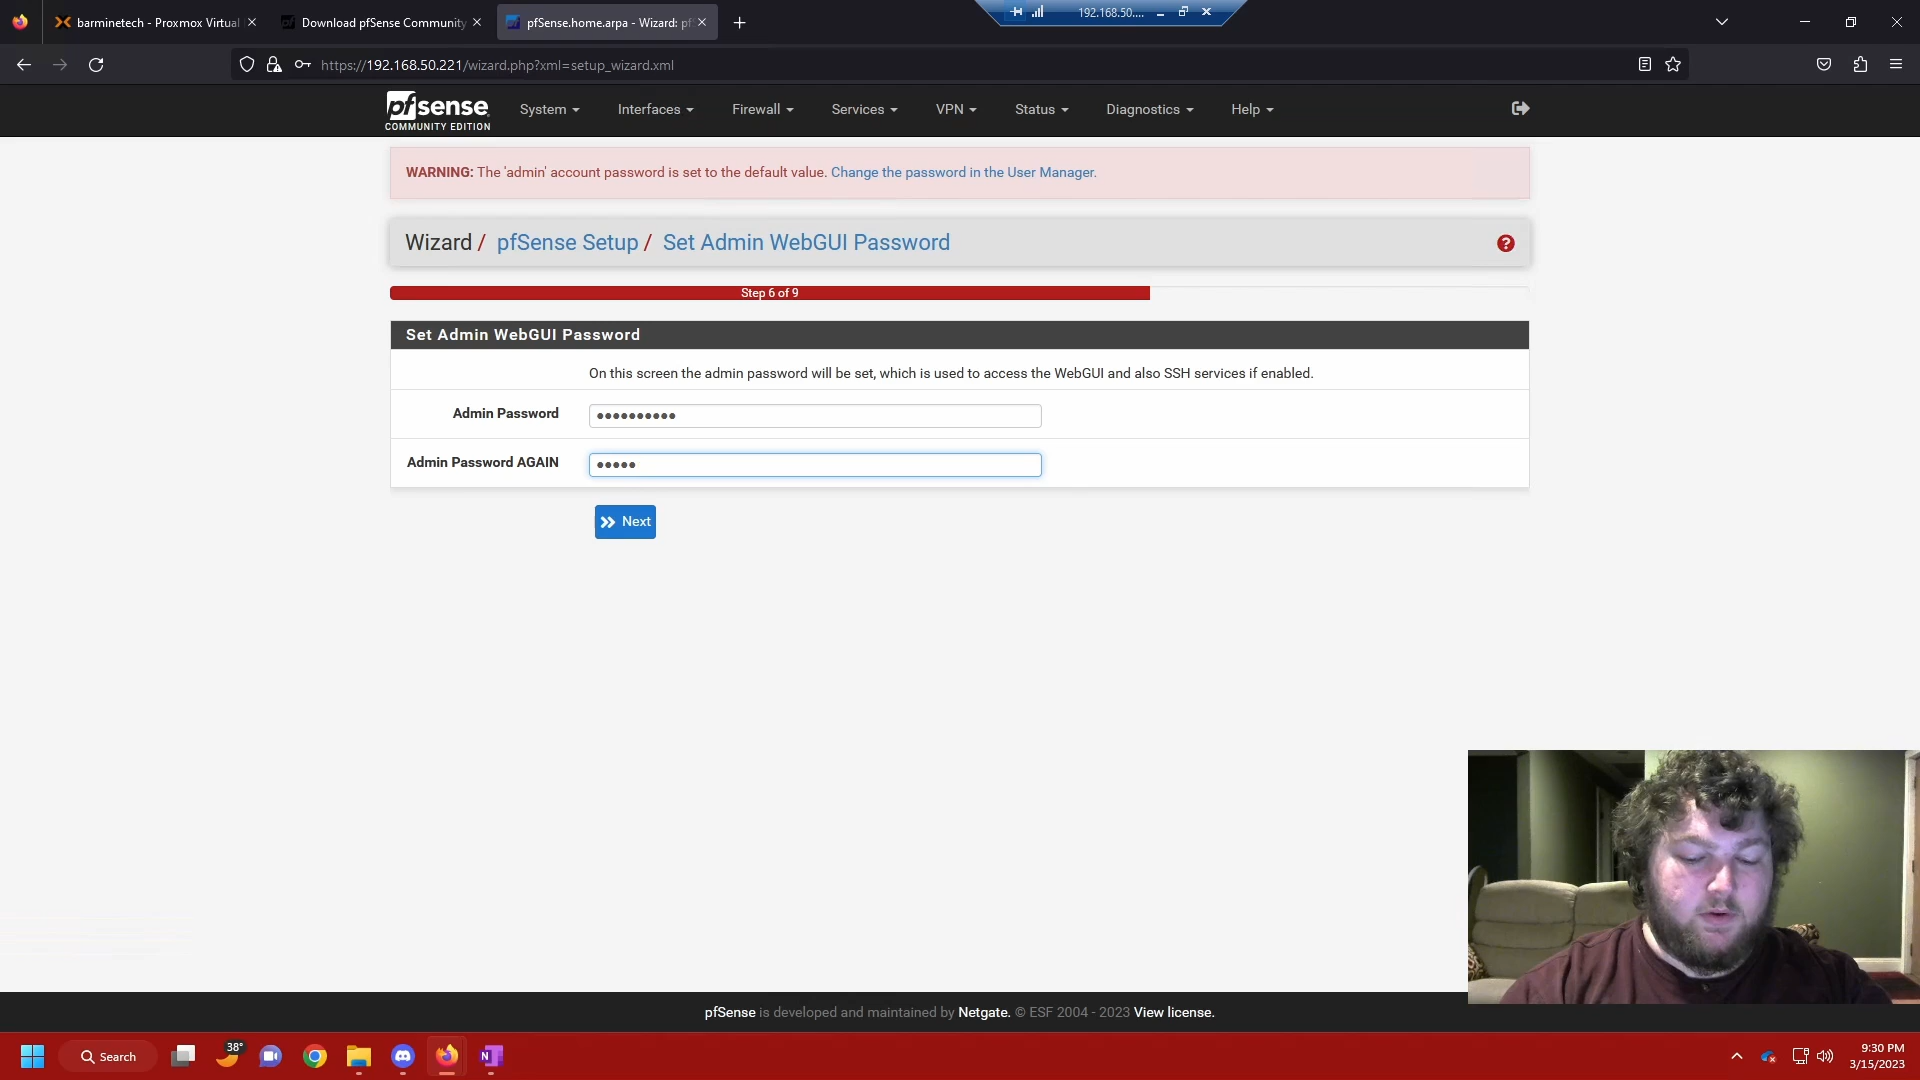 barminetech - Proxmox Virtual
Download pfSense Community
pfSense.home.arpa - Wizard: pf
192.168.50....
https://192.168.50.221/wizard.php?xml=setup_wizard.xml
pfsense
COMMUNITY EDITION
System
Interfaces
Firewall
Services
VPN
Status
Diagnostics
Help
WARNING: The 'admin' account password is set to the default value. Change the password in the User Manager.
Wizard / pfSense Setup / Set Admin WebGUI Password
?
Step 6 of 9
Set Admin WebGUI Password
On this screen the admin password will be set, which is used to access the WebGUI and also SSH services if enabled.
Admin Password
••••••••••
Admin Password AGAIN
•••••
Next
pfSense is developed and maintained by Netgate. © ESF 2004 - 2023 View license.
Search
38°
N
9:30 PM
3/15/2023